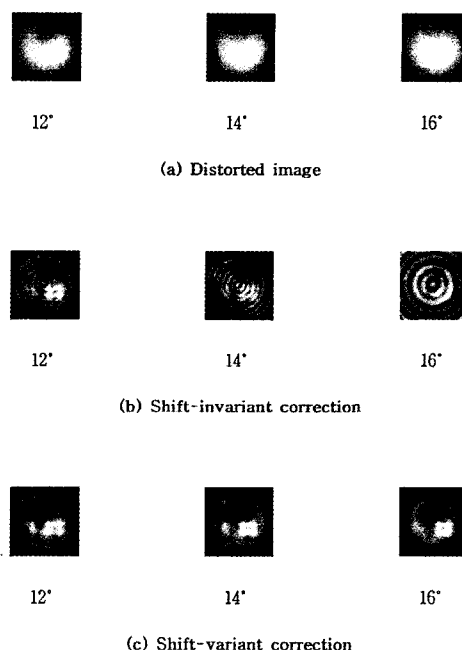 12° 14° 16°
(a) Distorted image
12° 14° 16°
(b) Shift-invariant correction
12° 14° 16°
(c) Shift-variant correction